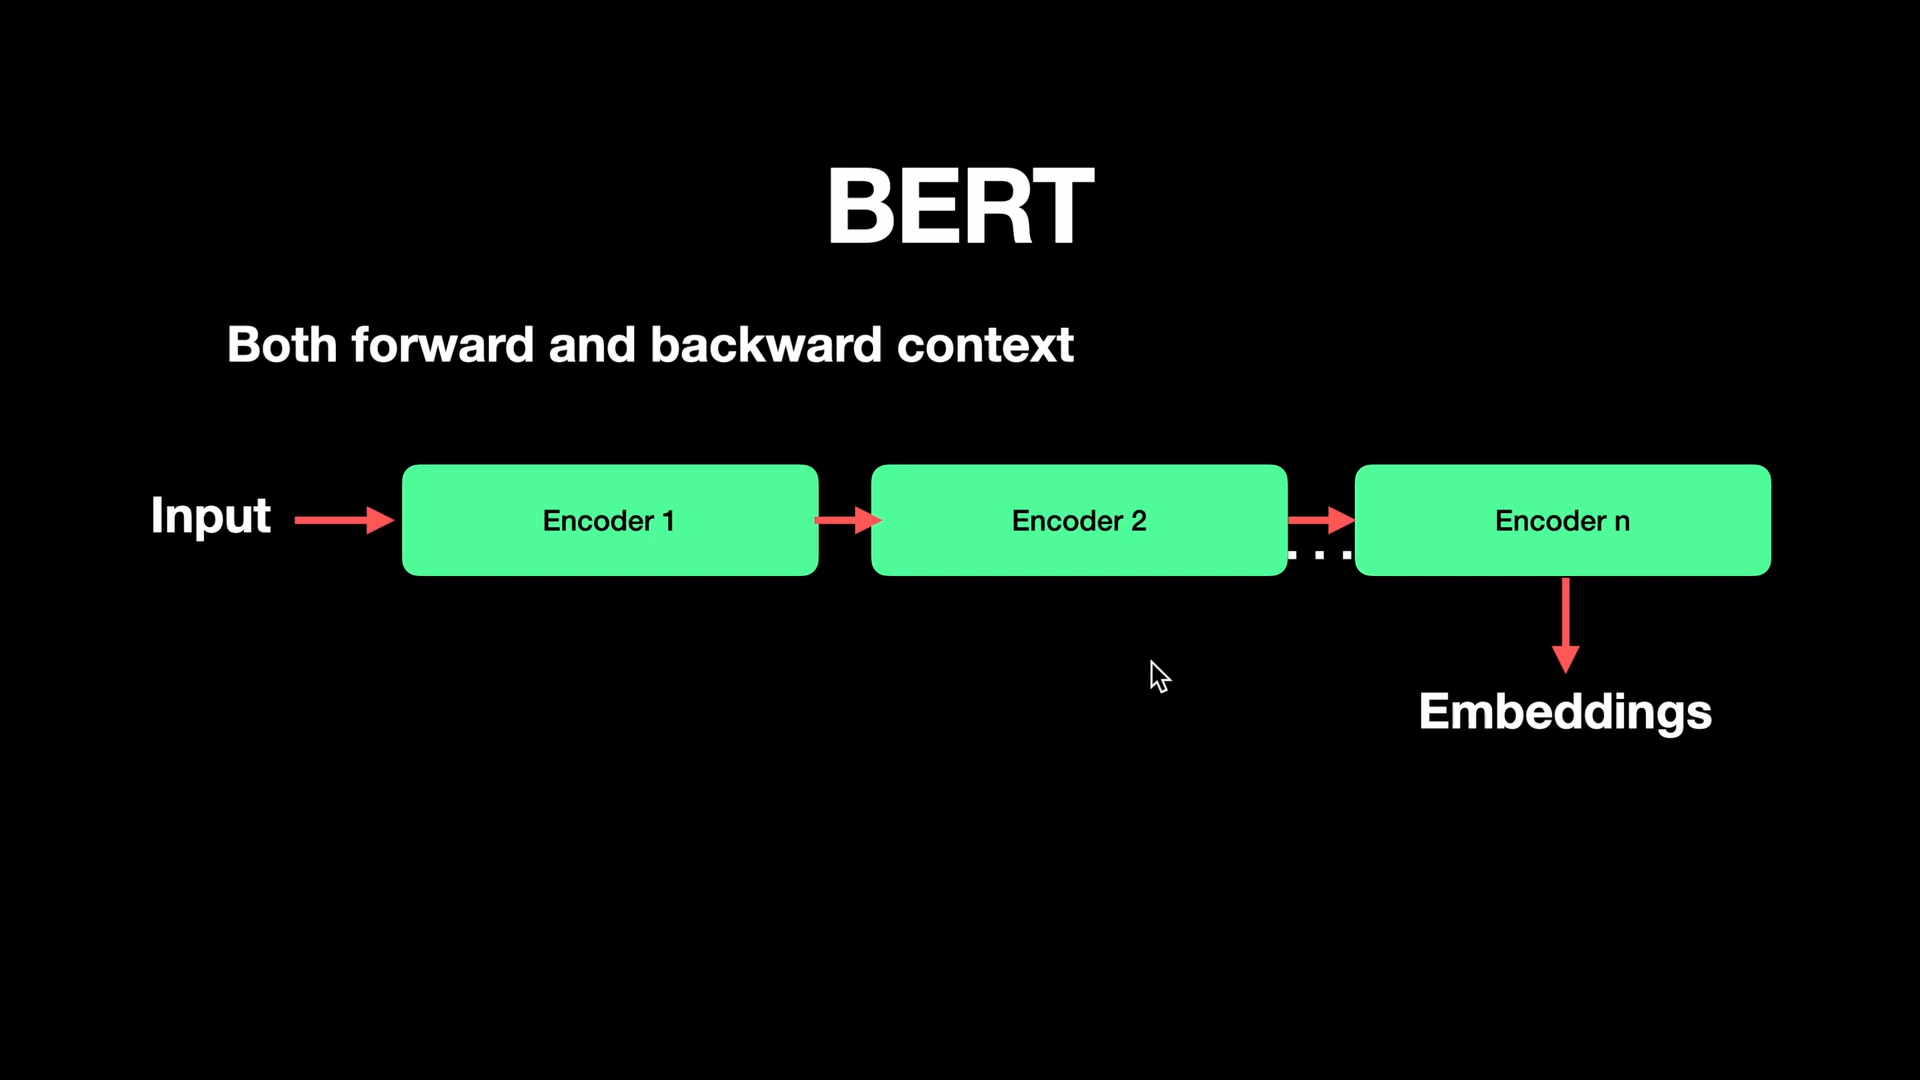 BERT
Both forward and backward context
Input
Encoder 1
Encoder 2
...
Encoder n
Embeddings